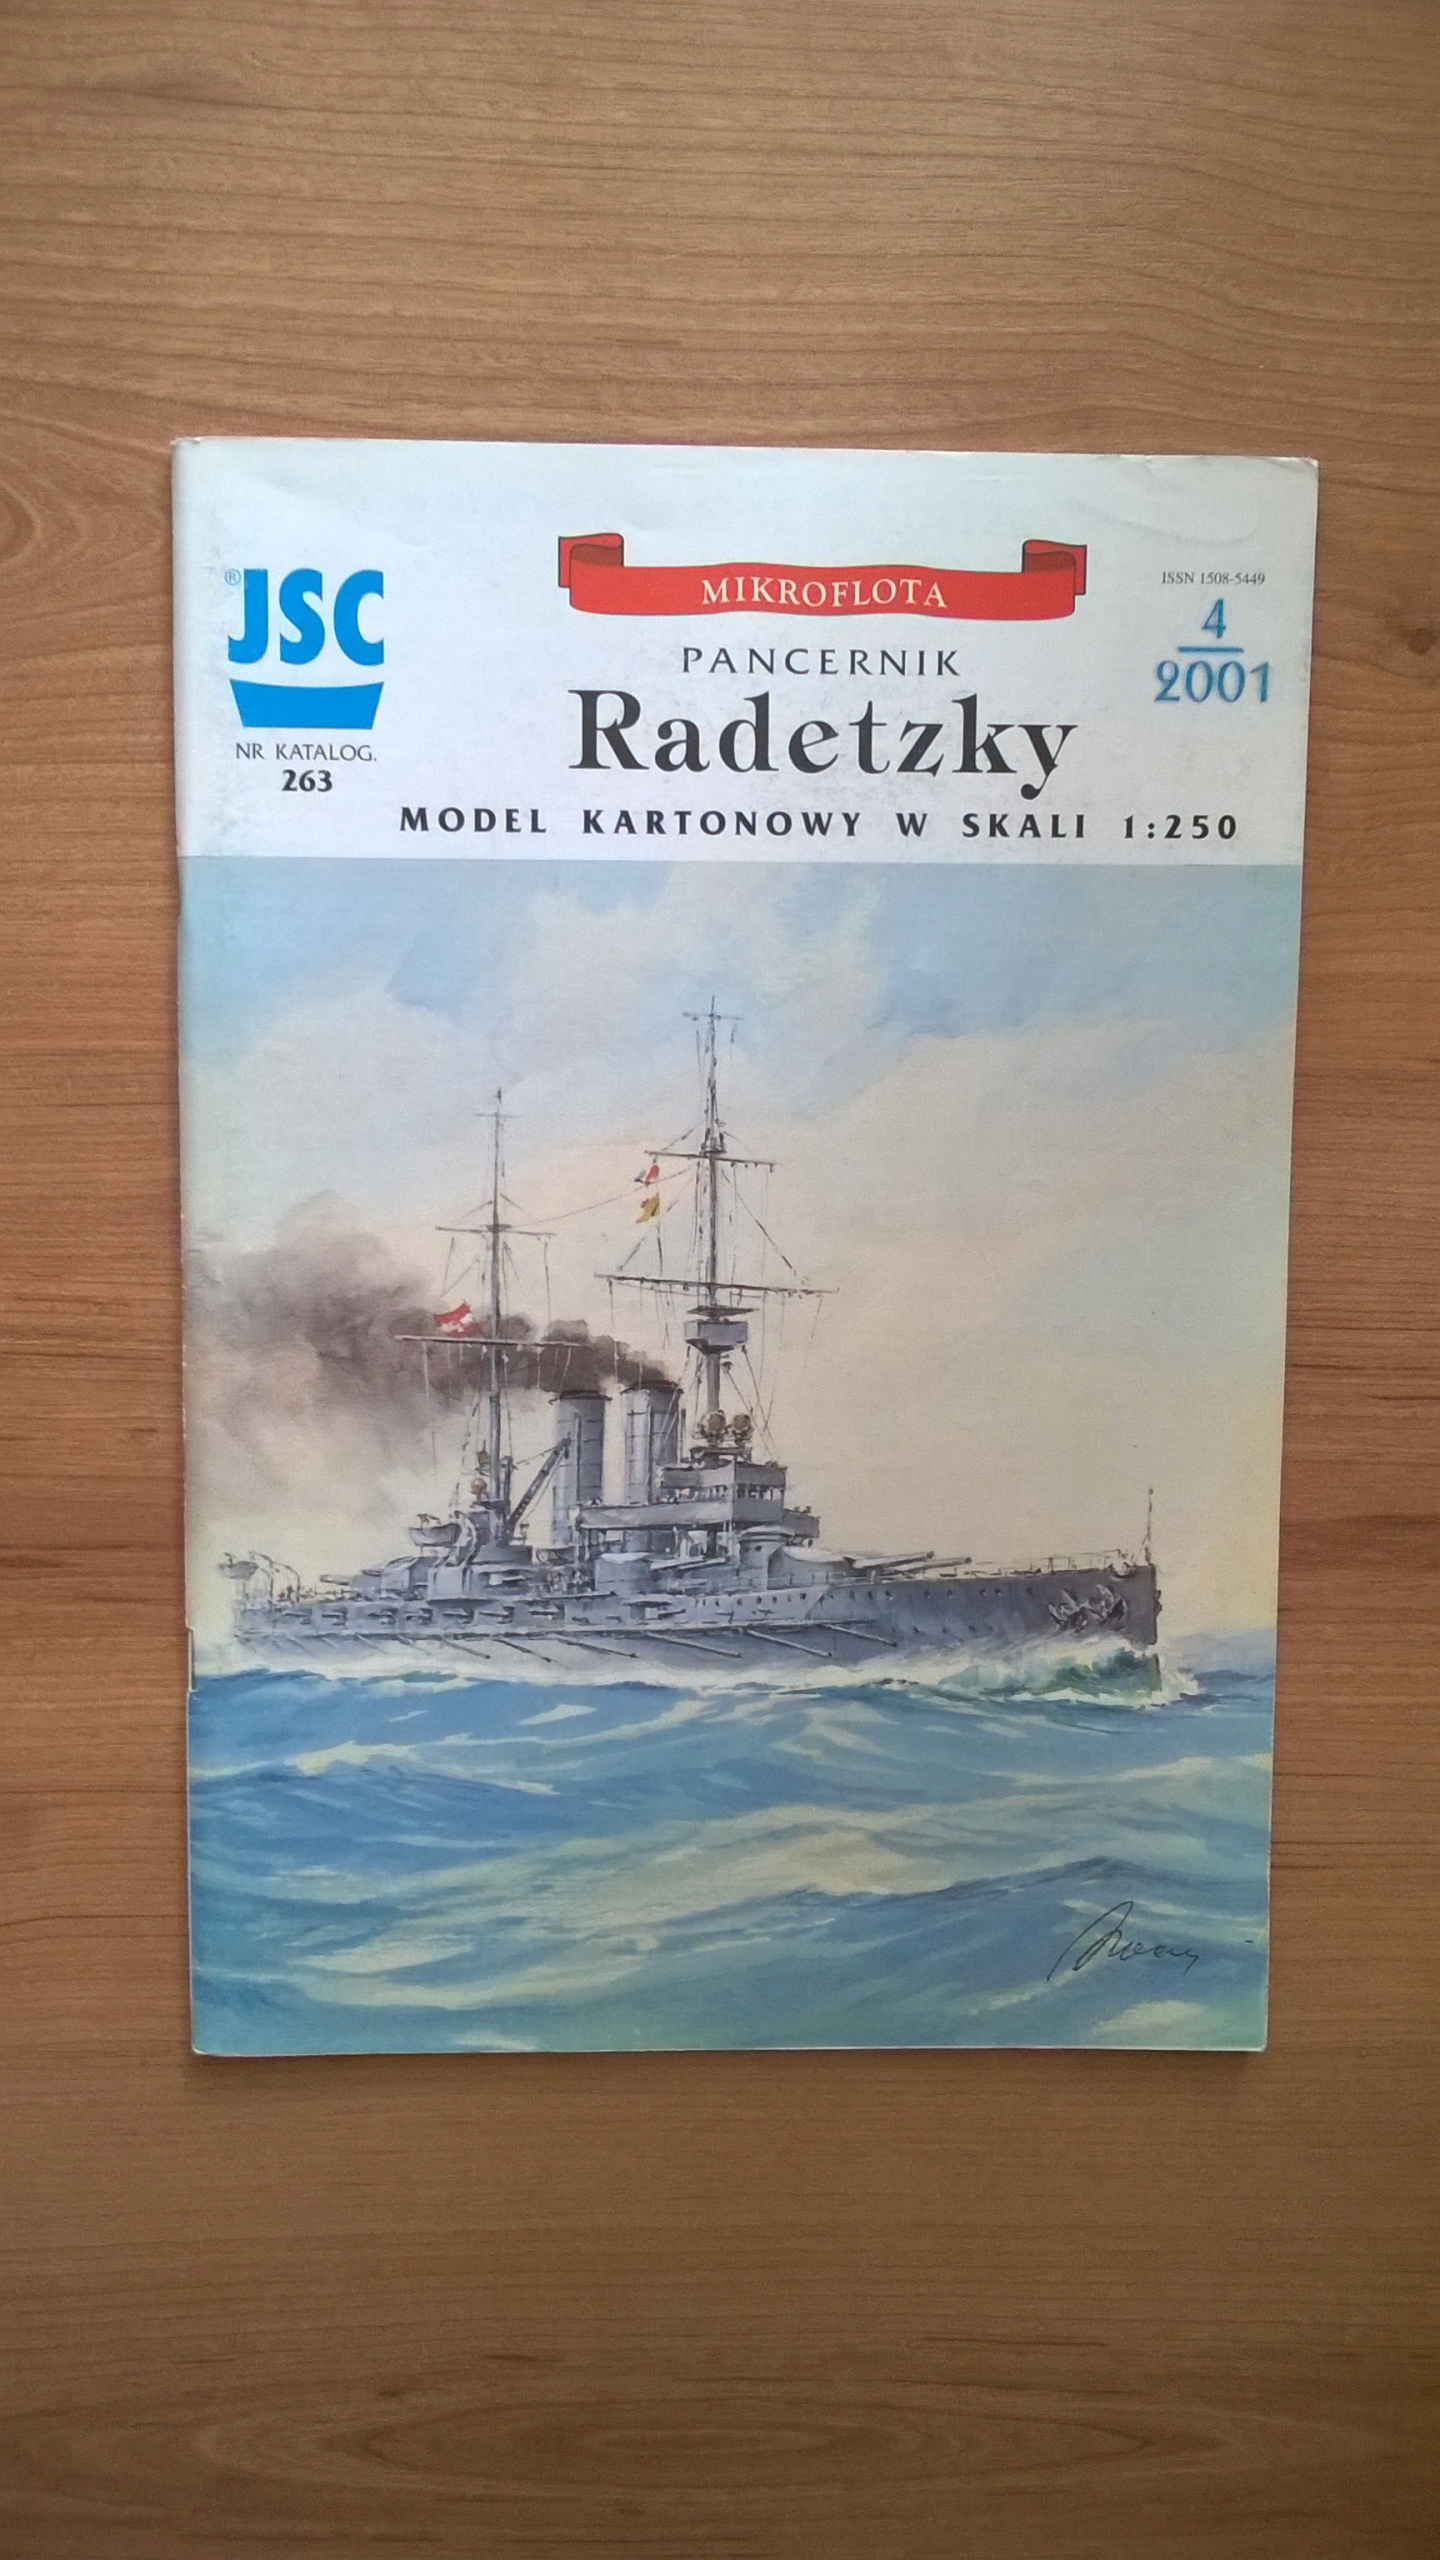 MIKROFLOTA
ISSN 1508-5449
®JSC
4
2001
PANCERNIK
Radetzky
NR KATALOG.
263
MODEL KARTONOWY W SKALI 1:250